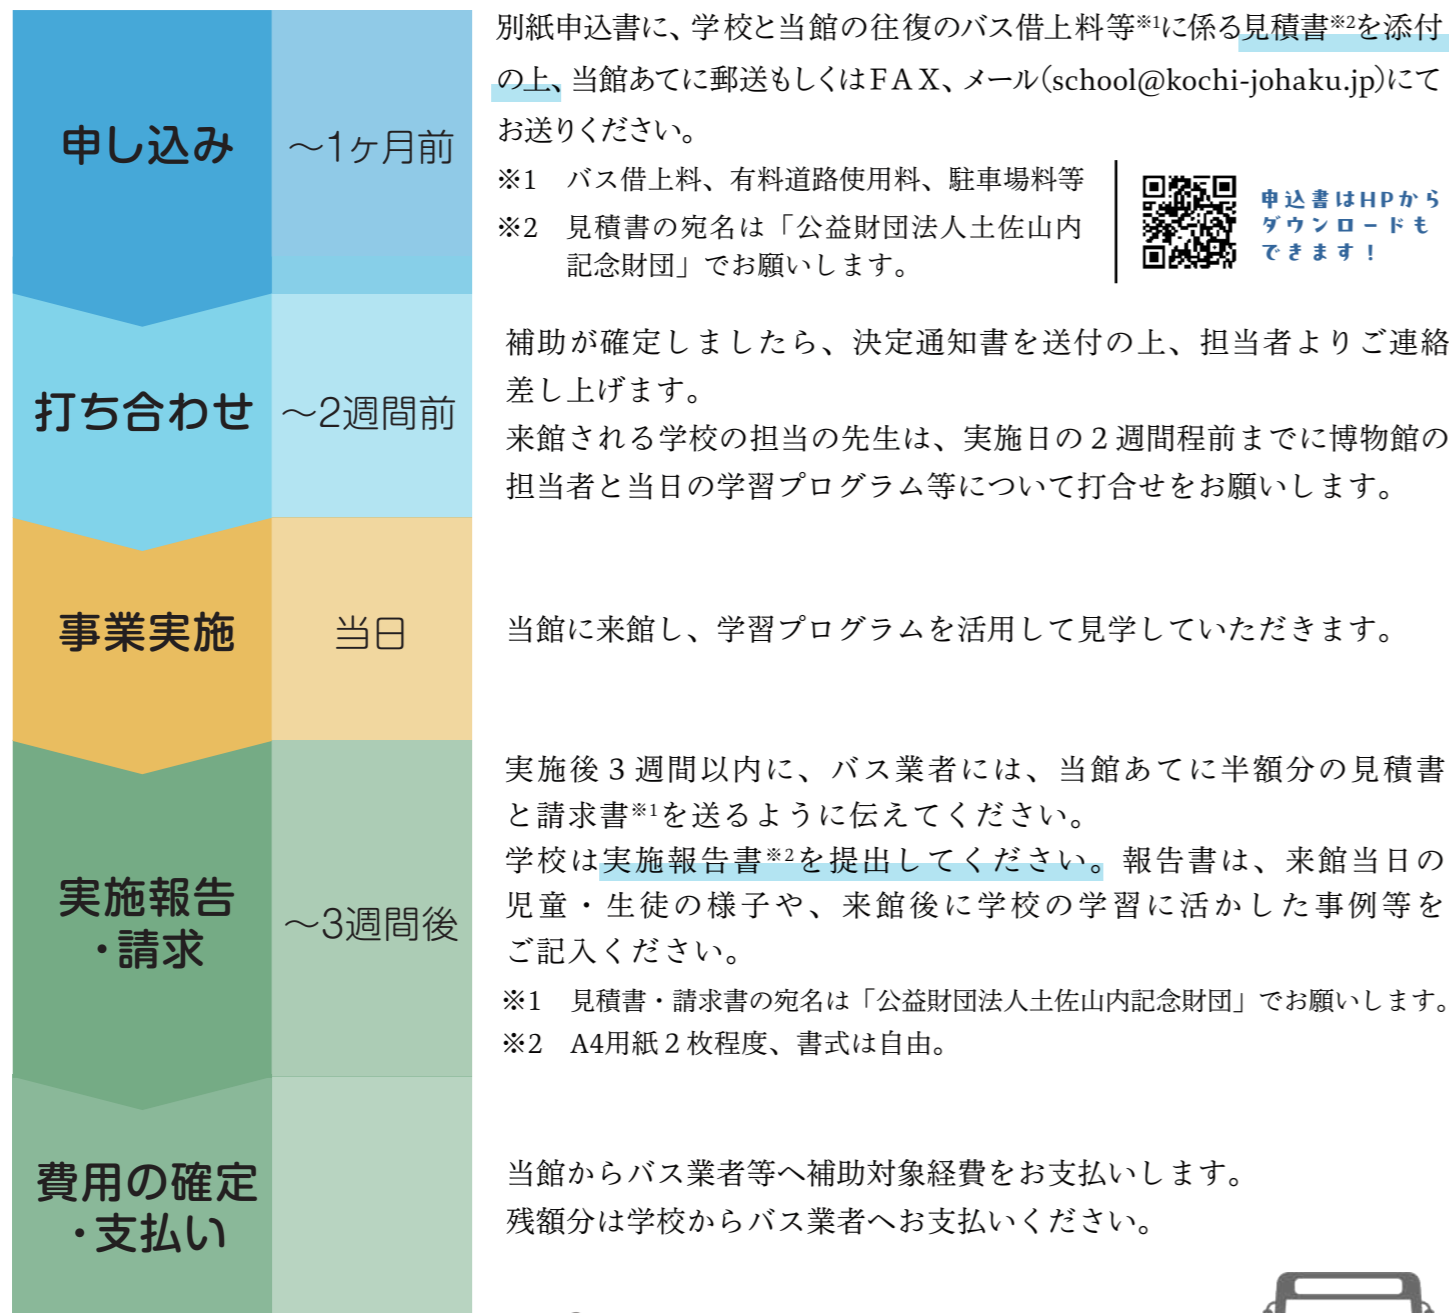 申し込み
～1ヶ月前
別紙申込書に、学校と当館の往復のバス借上料等※1に係る見積書※2を添付
の上、当館あてに郵送もしくはＦＡＸ、メール(school@kochi-johaku.jp)にて
お送りください。
※1　バス借上料、有料道路使用料、駐車場料等
※2　見積書の宛名は「公益財団法人土佐山内
記念財団」でお願いします。
申込書はHPから
ダウンロードも
できます！
打ち合わせ
～2週間前
補助が確定しましたら、決定通知書を送付の上、担当者よりご連絡
差し上げます。
来館される学校の担当の先生は、実施日の２週間程前までに博物館の
担当者と当日の学習プログラム等について打合せをお願いします。
事業実施
当日
当館に来館し、学習プログラムを活用して見学していただきます。
実施報告
・請求
～3週間後
実施後３週間以内に、バス業者には、当館あてに半額分の見積書
と請求書※1を送るように伝えてください。
学校は実施報告書※2を提出してください。報告書は、来館当日の
児童・生徒の様子や、来館後に学校の学習に活かした事例等を
ご記入ください。
※1　見積書・請求書の宛名は「公益財団法人土佐山内記念財団」でお願いします。
※2　A4用紙２枚程度、書式は自由。
費用の確定
・支払い
当館からバス業者等へ補助対象経費をお支払いします。
残額分は学校からバス業者へお支払いください。